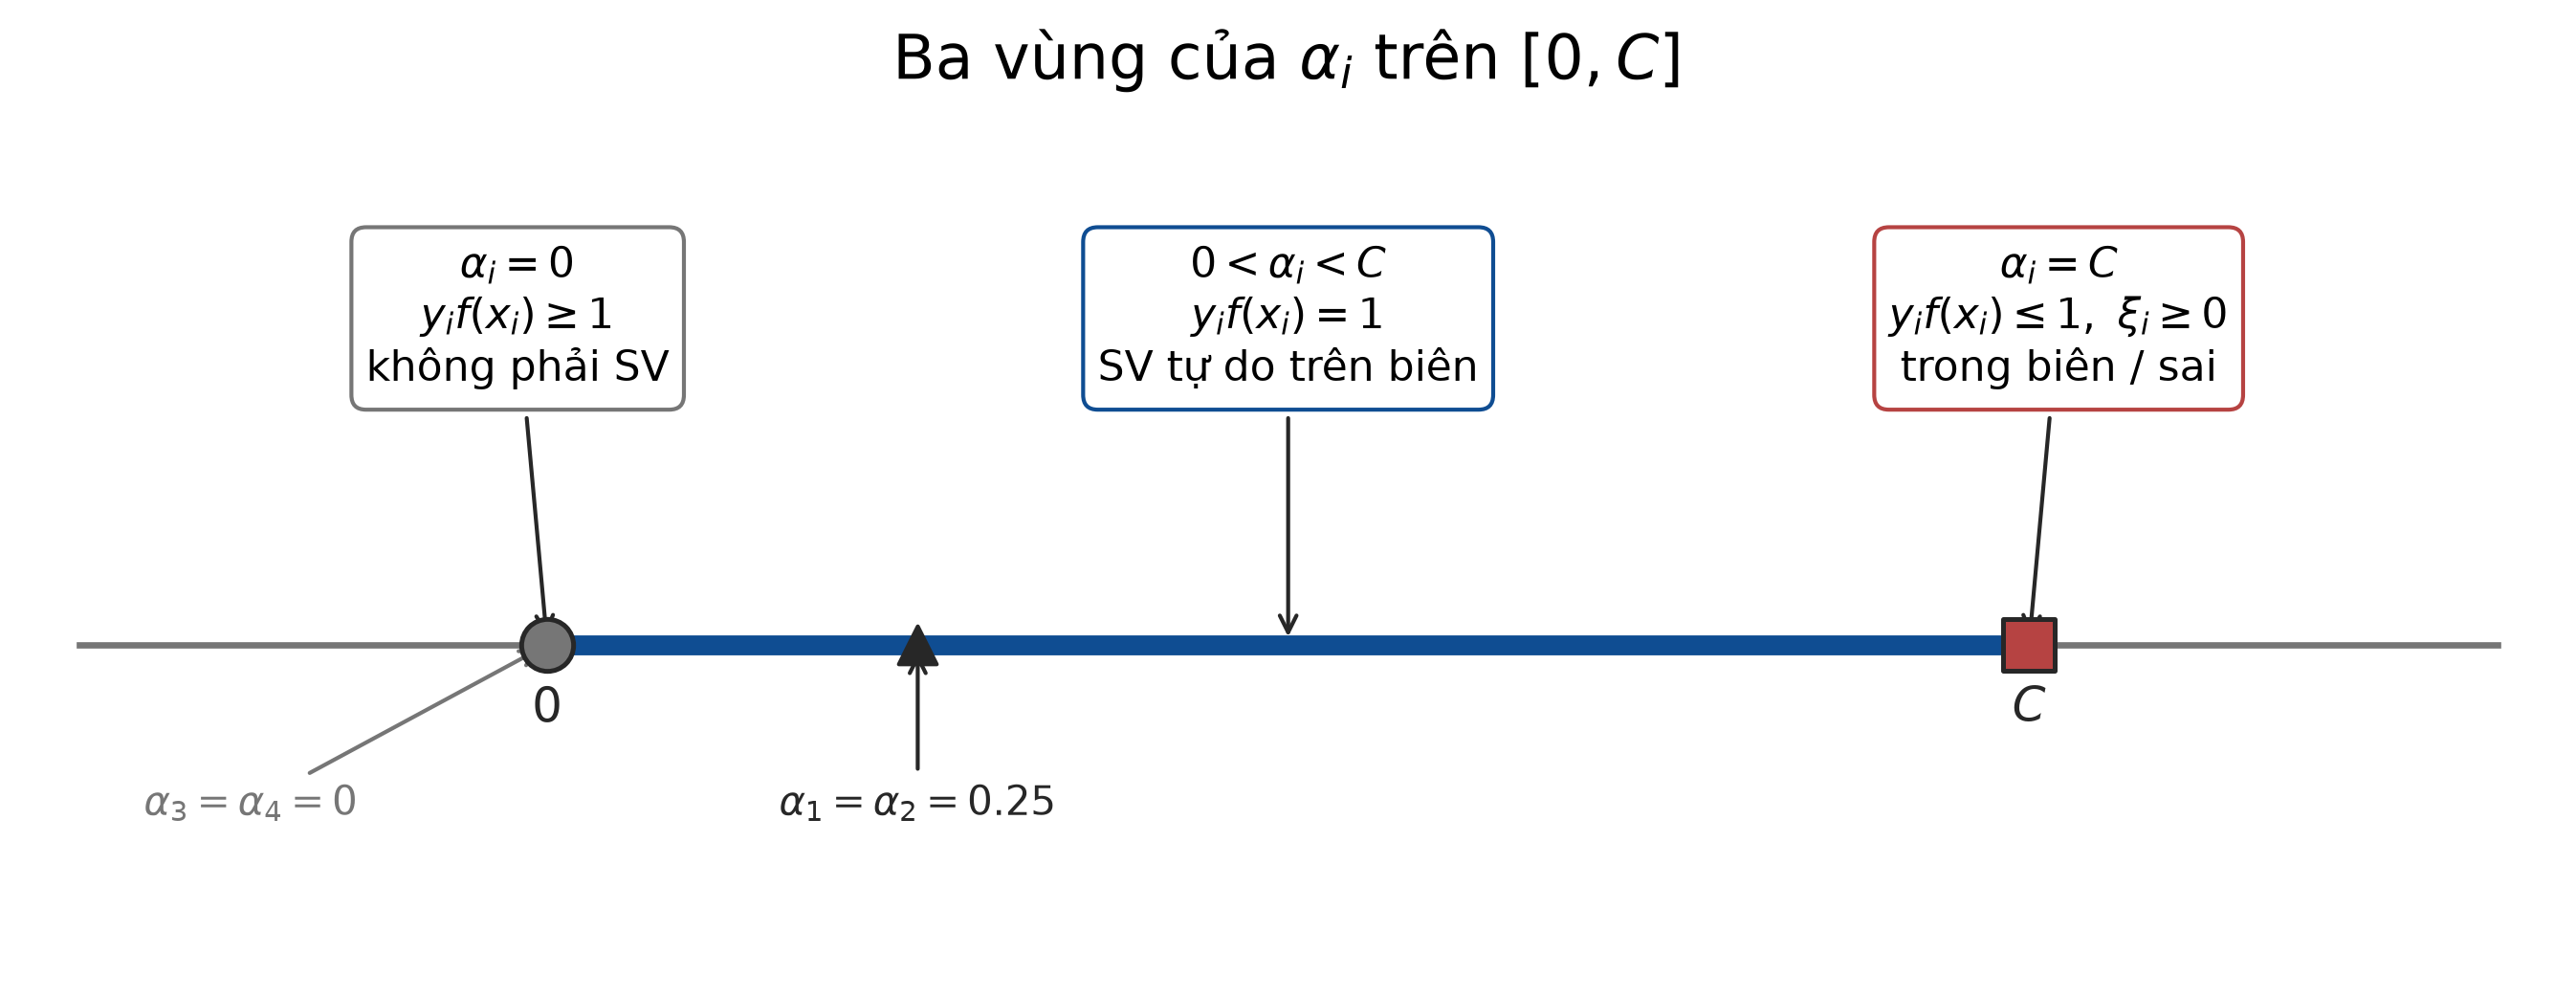 Ba vùng của αᵢ trên [0, C]
αᵢ = 0
yᵢf(xᵢ) ≥ 1
không phải SV
0 < αᵢ < C
yᵢf(xᵢ) = 1
SV tự do trên biên
αᵢ = C
yᵢf(xᵢ) ≤ 1, ξᵢ ≥ 0
trong biên / sai
0
C
α₃ = α₄ = 0
α₁ = α₂ = 0.25